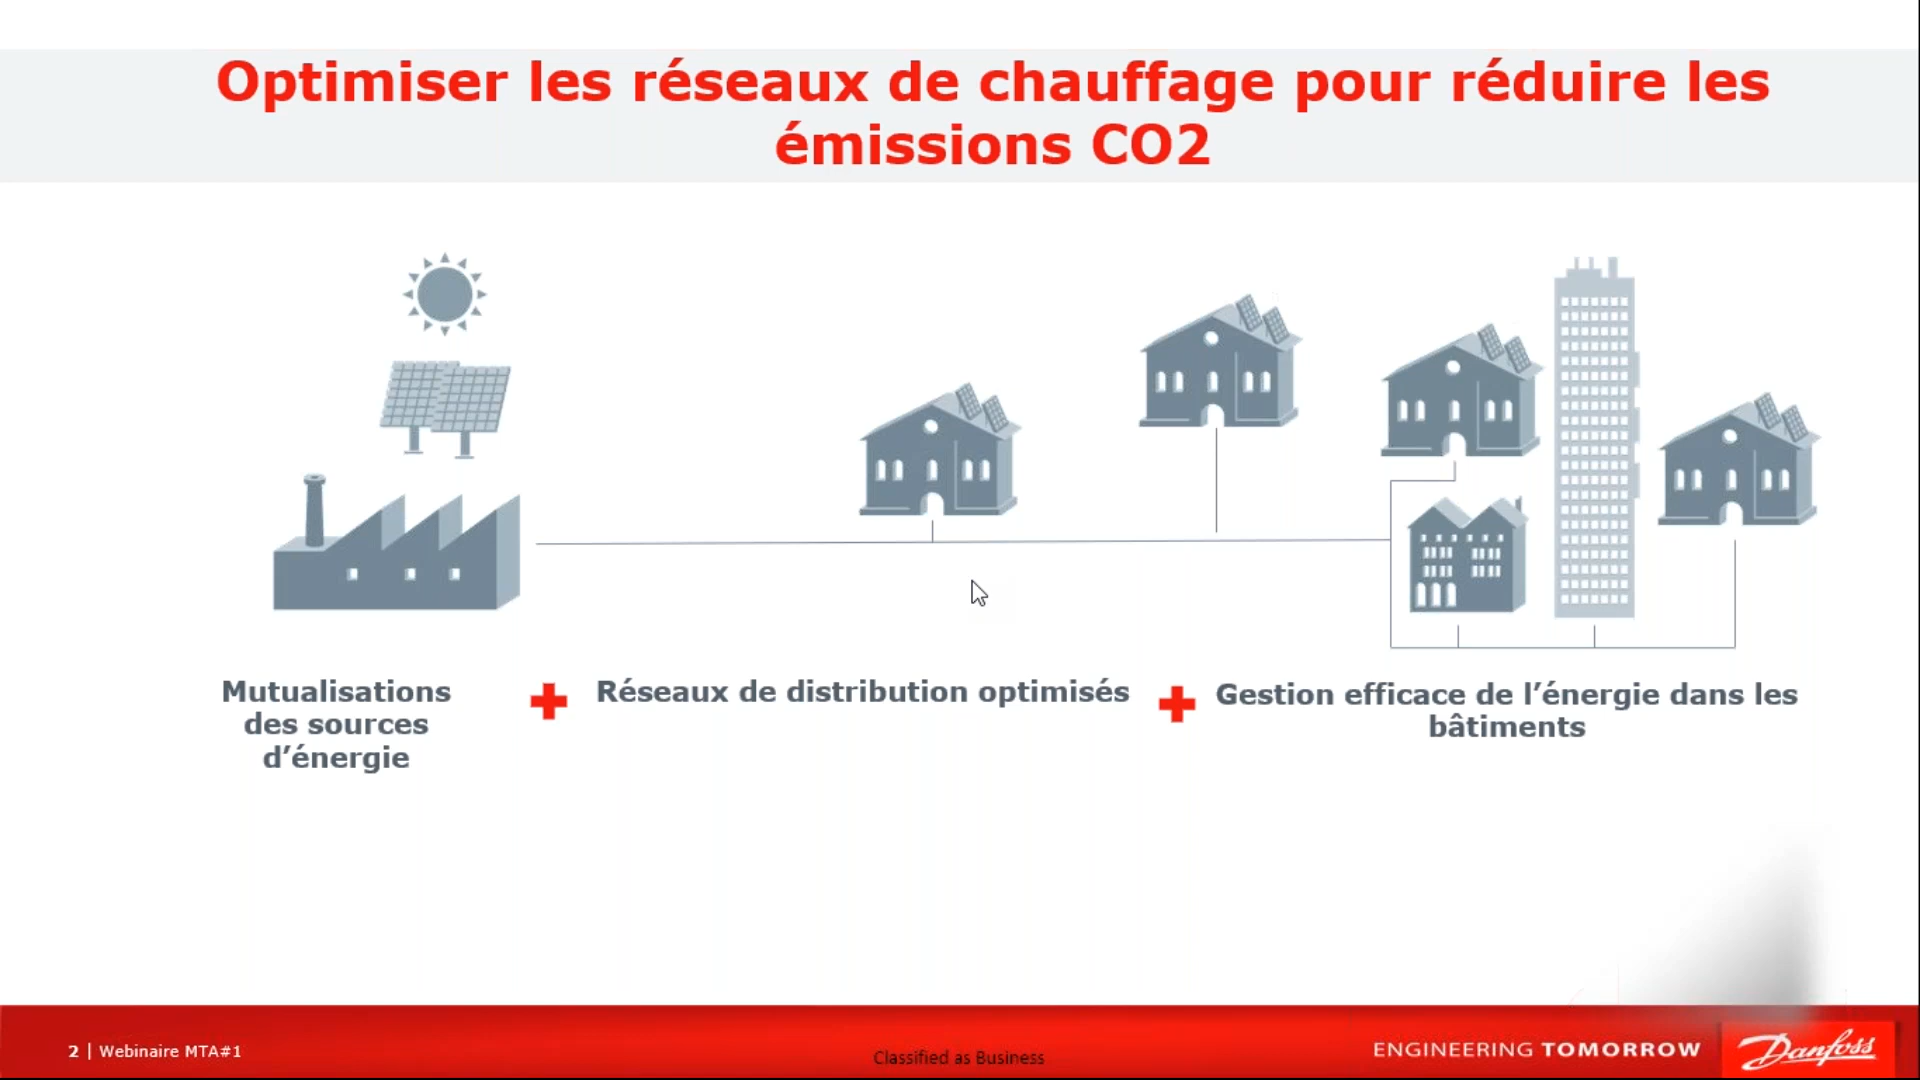 Optimiser les réseaux de chauffage pour réduire les
émissions CO2
Mutualisations
des sources
d’énergie
Réseaux de distribution optimisés
Gestion efficace de l’énergie dans les
bâtiments
2 | Webinaire MTA#1
Classified as Business
ENGINEERING TOMORROW
Danfoss